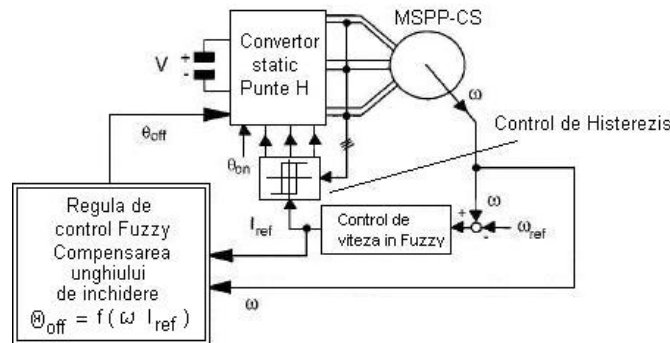 MSPP-CS
Convertor
static
Punte H
V
+
-
ω
Control de Histerezis
θoff
θon
Iref
Control de
viteza in Fuzzy
ω
+
-
ωref
Regula de
control Fuzzy
Compensarea
unghiului
de inchidere
Θoff = f ( ω Iref )
ω